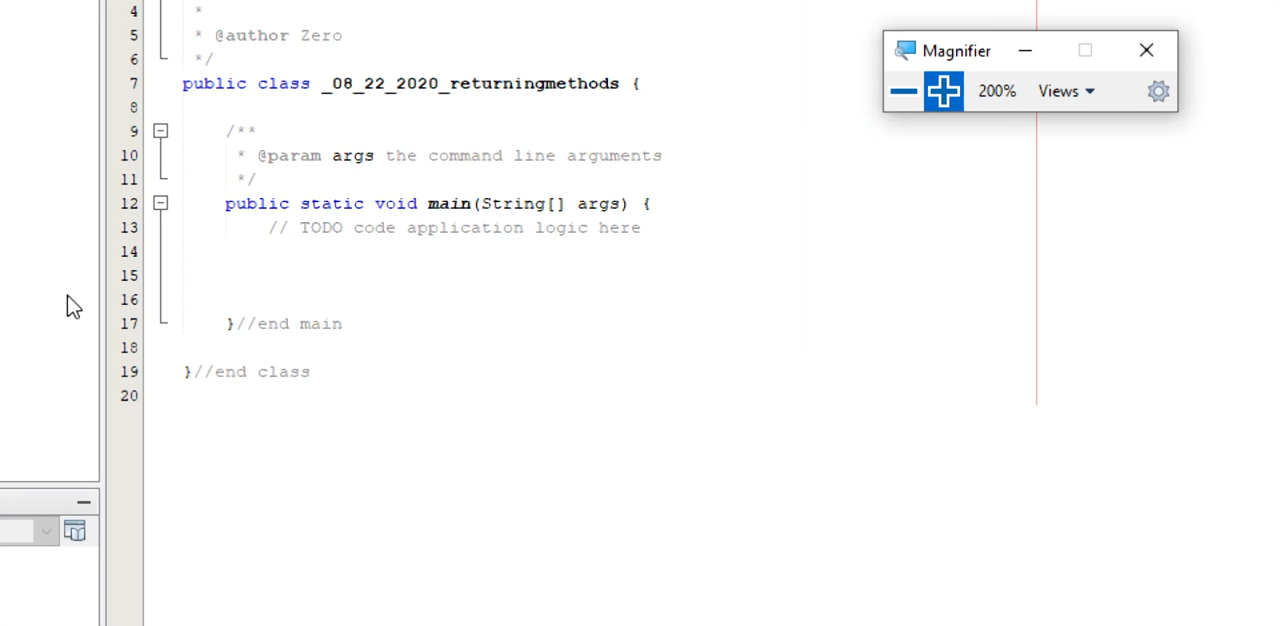 4 *
5 * @author Zero
6 */
7 public class _08_22_2020_returningmethods {
8
9 /**
10 * @param args the command line arguments
11 */
12 public static void main(String[] args) {
13 // TODO code application logic here
14
15
16
17 }//end main
18
19 }//end class
20
Magnifier
200% Views